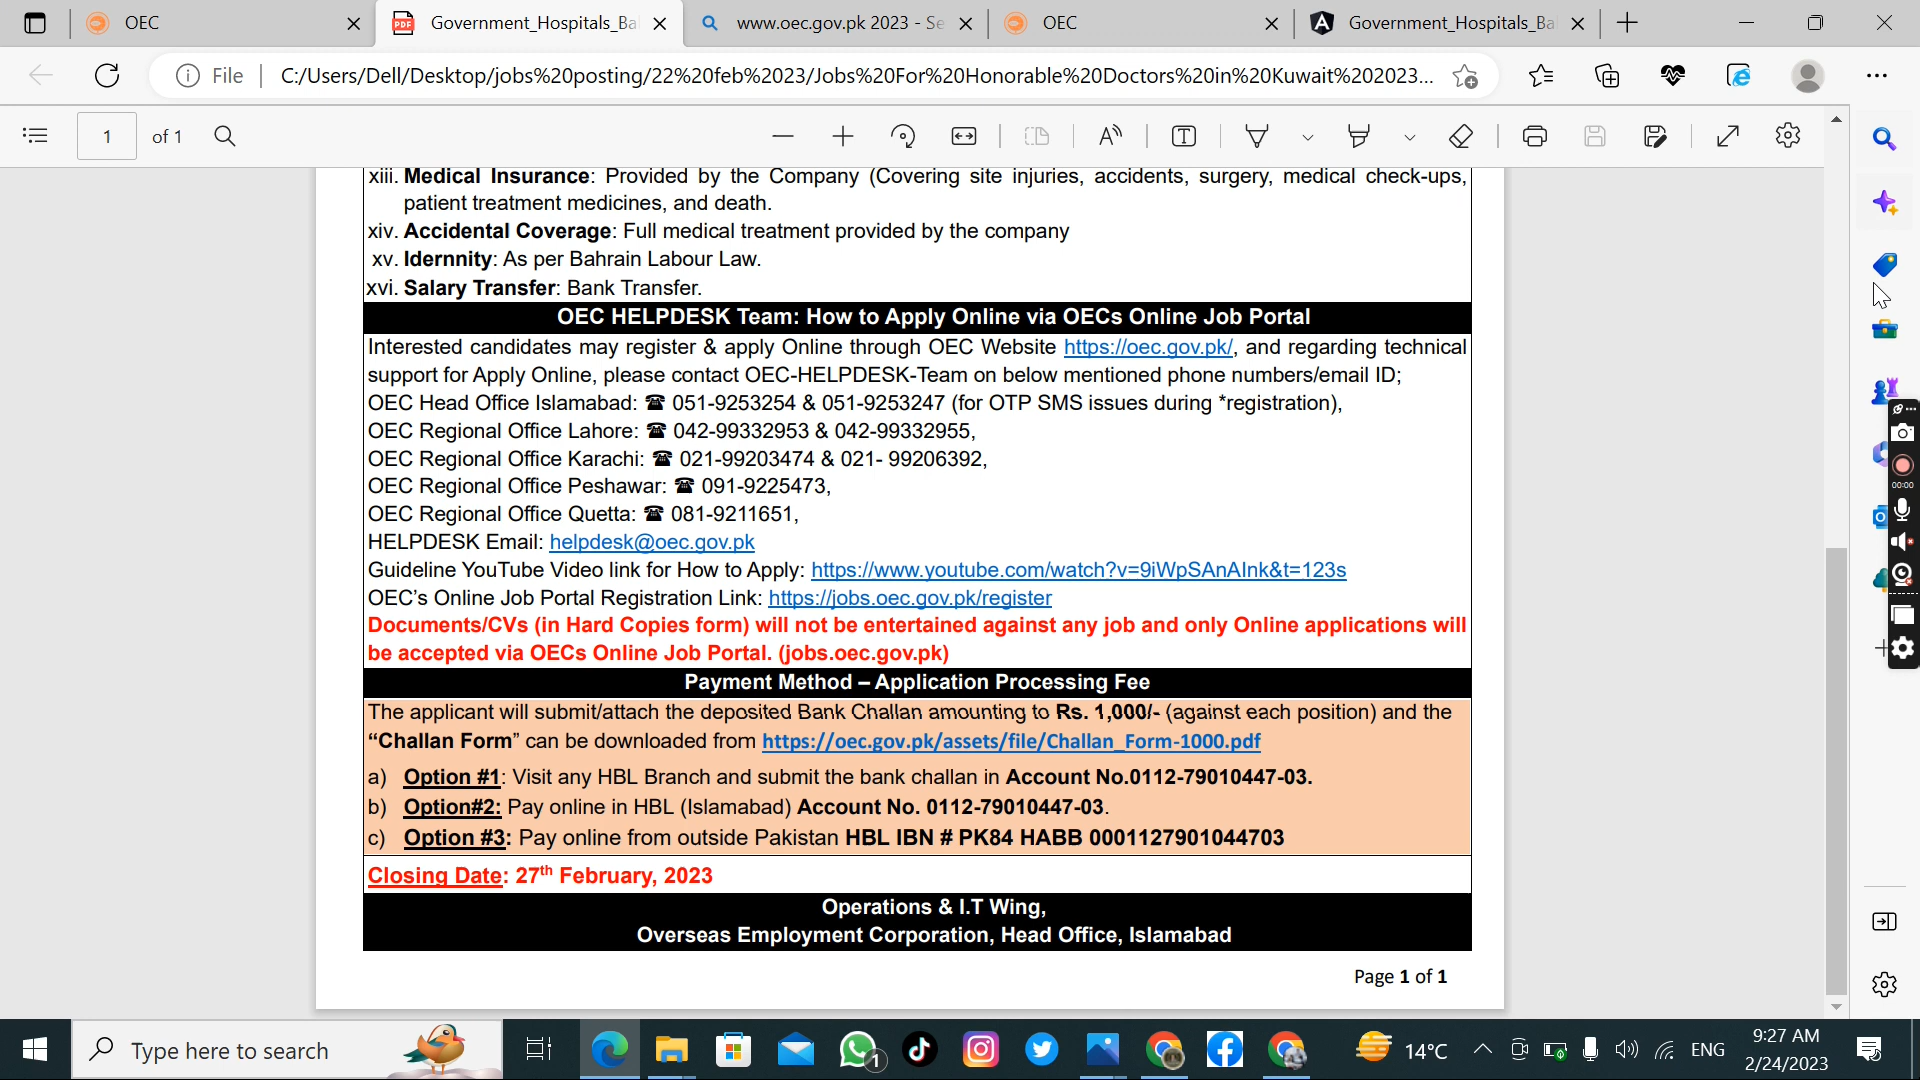 OEC
Government_Hospitals_Ba
www.oec.gov.pk 2023 - Se
OEC
Government_Hospitals_Ba
File
C:/Users/Dell/Desktop/jobs%20posting/22%20feb%2023/Jobs%20For%20Honorable%20Doctors%20in%20Kuwait%202023...
1 of 1
xiii. Medical Insurance: Provided by the Company (Covering site injuries, accidents, surgery, medical check-ups,
patient treatment medicines, and death.
xiv. Accidental Coverage: Full medical treatment provided by the company
xv. Idernnity: As per Bahrain Labour Law.
xvi. Salary Transfer: Bank Transfer.
OEC HELPDESK Team: How to Apply Online via OECs Online Job Portal
Interested candidates may register & apply Online through OEC Website https://oec.gov.pk/, and regarding technical
support for Apply Online, please contact OEC-HELPDESK-Team on below mentioned phone numbers/email ID;
OEC Head Office Islamabad: ☎ 051-9253254 & 051-9253247 (for OTP SMS issues during *registration),
OEC Regional Office Lahore: ☎ 042-99332953 & 042-99332955,
OEC Regional Office Karachi: ☎ 021-99203474 & 021- 99206392,
OEC Regional Office Peshawar: ☎ 091-9225473,
OEC Regional Office Quetta: ☎ 081-9211651,
HELPDESK Email: helpdesk@oec.gov.pk
Guideline YouTube Video link for How to Apply: https://www.youtube.com/watch?v=9iWpSAnAlnk&t=123s
OEC's Online Job Portal Registration Link: https://jobs.oec.gov.pk/register
Documents/CVs (in Hard Copies form) will not be entertained against any job and only Online applications will
be accepted via OECs Online Job Portal. (jobs.oec.gov.pk)
Payment Method – Application Processing Fee
The applicant will submit/attach the deposited Bank Challan amounting to Rs. 1,000/- (against each position) and the
“Challan Form” can be downloaded from https://oec.gov.pk/assets/file/Challan_Form-1000.pdf
a) Option #1: Visit any HBL Branch and submit the bank challan in Account No.0112-79010447-03.
b) Option#2: Pay online in HBL (Islamabad) Account No. 0112-79010447-03.
c) Option #3: Pay online from outside Pakistan HBL IBN # PK84 HABB 0001127901044703
Closing Date: 27th February, 2023
Operations & I.T Wing,
Overseas Employment Corporation, Head Office, Islamabad
Page 1 of 1
00:00
Type here to search
1
14°C
ENG
9:27 AM
2/24/2023